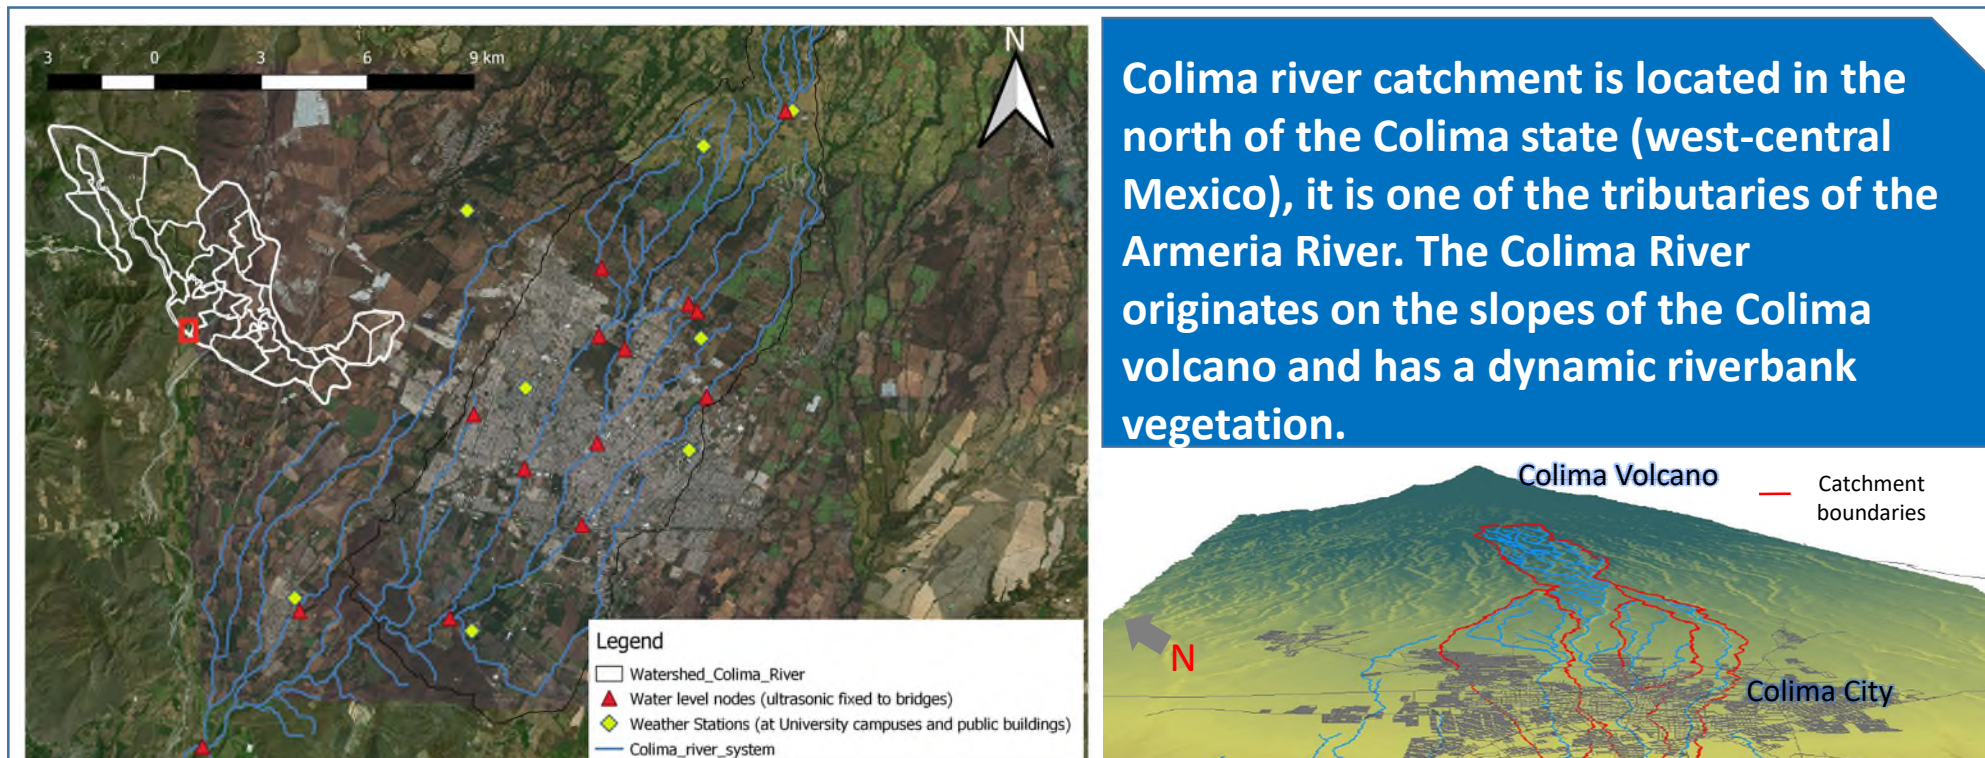 3 0 3 6 9 km
N
Legend
Watershed_Colima_River
Water level nodes (ultrasonic fixed to bridges)
Weather Stations (at University campuses and public buildings)
Colima_river_system
Colima river catchment is located in the
north of the Colima state (west-central
Mexico), it is one of the tributaries of the
Armeria River. The Colima River
originates on the slopes of the Colima
volcano and has a dynamic riverbank
vegetation.
Colima Volcano
Catchment
boundaries
N
Colima City